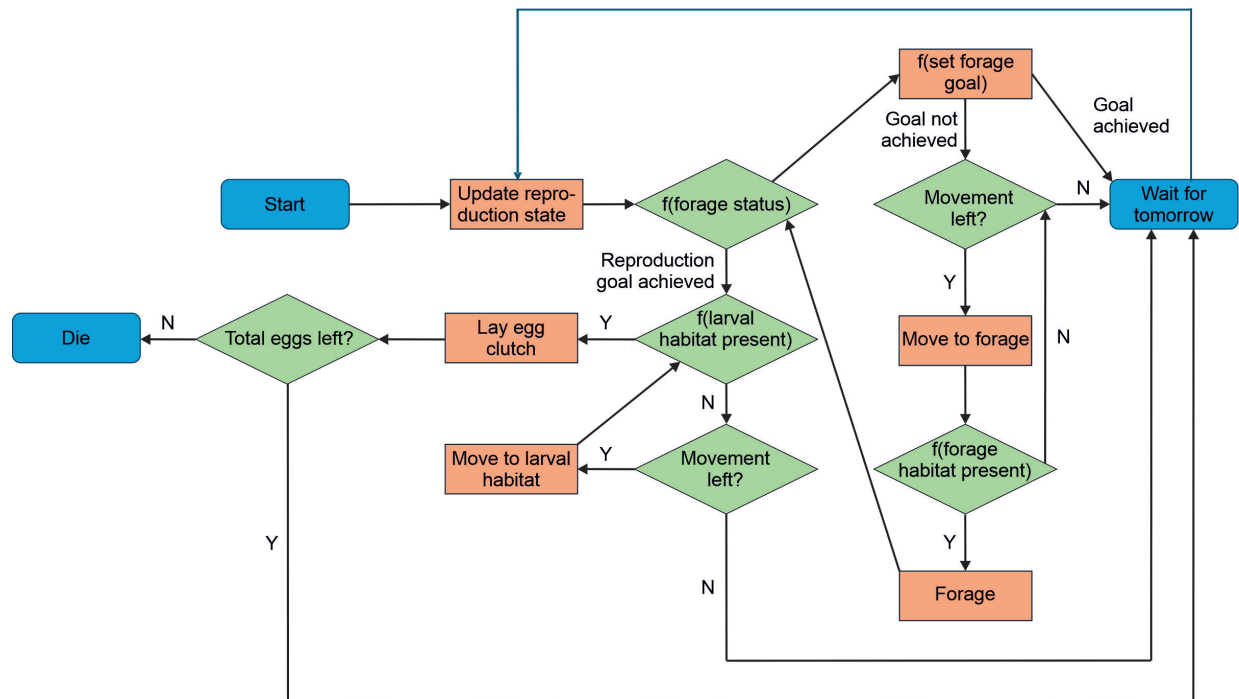 f(set forage
goal)
Goal not
achieved
Goal
achieved
Start
Update repro-
duction state
f(forage status)
Movement
left?
N
Wait for
tomorrow
Reproduction
goal achieved
Y
Die
N
Total eggs left?
Lay egg
clutch
Y
f(larval
habitat present)
Move to forage
N
N
Move to larval
habitat
Y
Movement
left?
f(forage
habitat present)
Y
Y
N
Forage